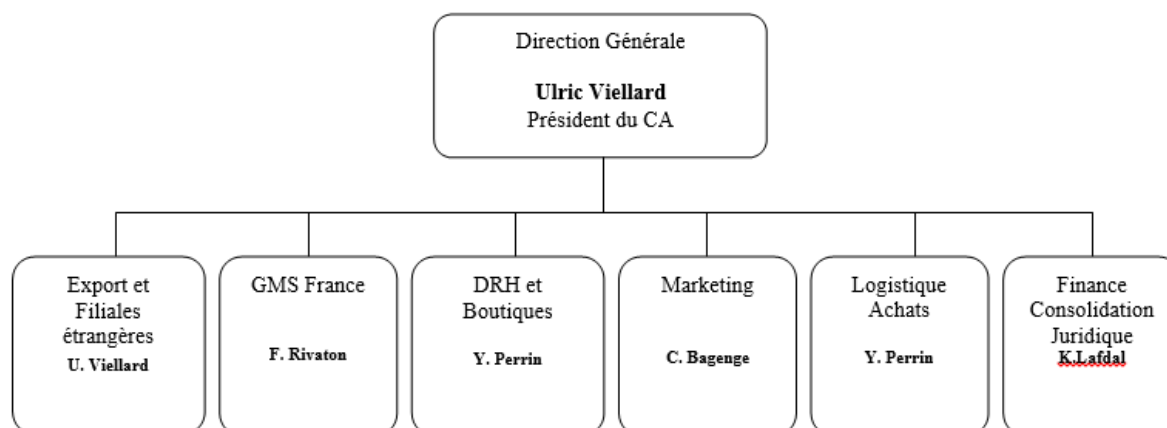 Direction Générale
Ulric Viellard
Président du CA
Export et
Filiales
étrangères
U. Viellard
GMS France
F. Rivaton
DRH et
Boutiques
Y. Perrin
Marketing
C. Bagenge
Logistique
Achats
Y. Perrin
Finance
Consolidation
Juridique
K.Lafdal